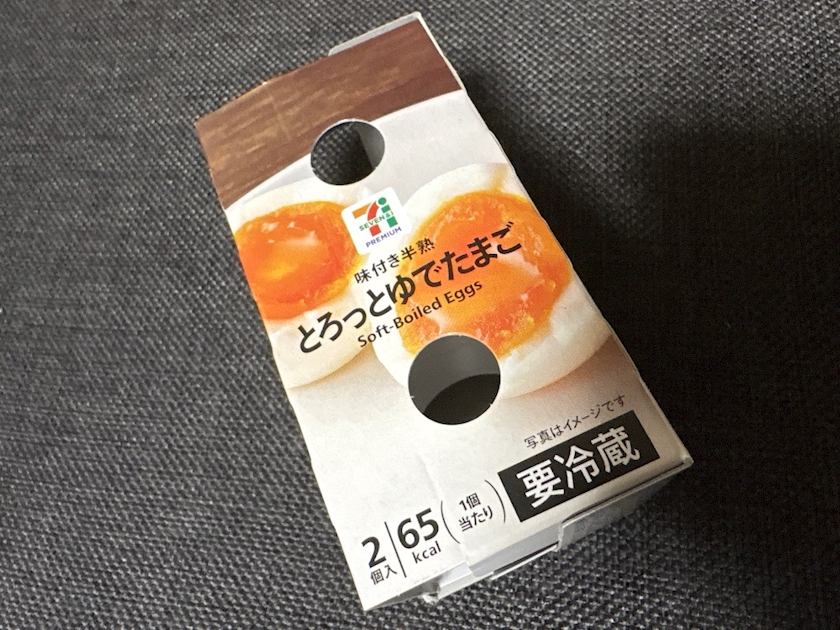 SEVEN&i
PREMIUM
味付き半熟
とろっとゆでたまご
Soft-Boiled Eggs
写真はイメージです
要冷蔵
2個入
65kcal
(1個当たり)